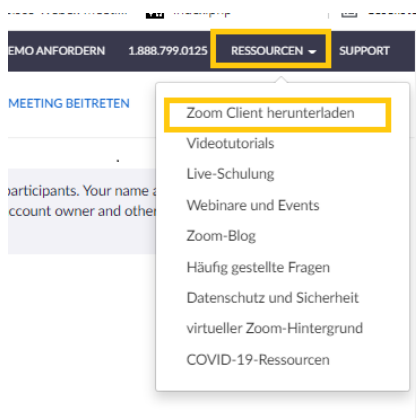 EMO ANFORDERN 1.888.799.0125 RESSOURCEN SUPPORT
MEETING BEITRETEN
Zoom Client herunterladen
Videotutorials
Live-Schulung
articipants. Your name
ccount owner and other
Webinare und Events
Zoom-Blog
Häufig gestellte Fragen
Datenschutz und Sicherheit
virtueller Zoom-Hintergrund
COVID-19-Ressourcen